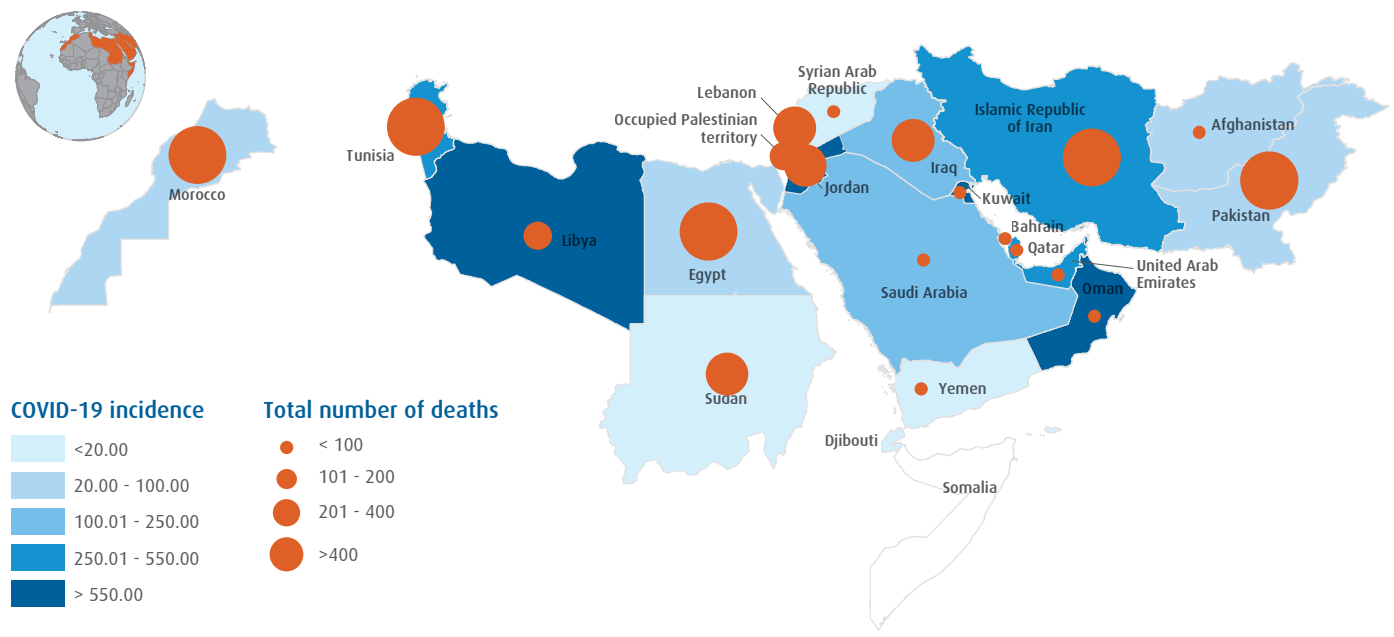 Syrian Arab
Republic
Lebanon
Occupied Palestinian
territory
Islamic Republic
of Iran
Afghanistan
Tunisia
Morocco
Iraq
Jordan
Kuwait
Pakistan
Libya
Bahrain
Qatar
Egypt
United Arab
Emirates
Saudi Arabia
Oman
Sudan
Yemen
Djibouti
Somalia
COVID-19 incidence
<20.00
20.00 - 100.00
100.01 - 250.00
250.01 - 550.00
> 550.00
Total number of deaths
< 100
101 - 200
201 - 400
>400